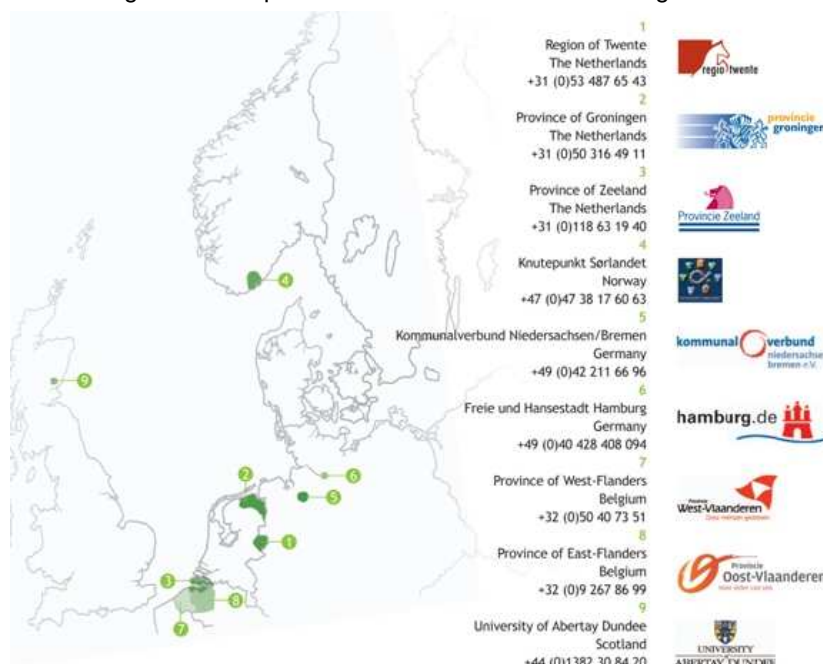 1
Region of Twente
The Netherlands
+31 (0)53 487 65 43
regio twente
2
Province of Groningen
The Netherlands
+31 (0)50 316 49 11
provincie
groningen
3
Province of Zeeland
The Netherlands
+31 (0)118 63 19 40
Provincie Zeeland
4
Knutepunkt Sørlandet
Norway
+47 (0)47 38 17 60 63
5
Kommunalverbund Niedersachsen/Bremen
Germany
+49 (0)42 211 66 96
kommunal verbund
niedersachse
bremen e.V.
6
Freie und Hansestadt Hamburg
Germany
+49 (0)40 428 408 094
hamburg.de
7
Province of West-Flanders
Belgium
+32 (0)50 40 73 51
Provincie
West-Vlaanderen
8
Province of East-Flanders
Belgium
+32 (0)9 267 86 99
Provincie
Oost-Vlaanderen
9
University of Abertay Dundee
Scotland
+44 (0)1382 30 84 20
UNIVERSITY
ABERTAY DUNDEE
4
9
6
2
5
1
3
8
7